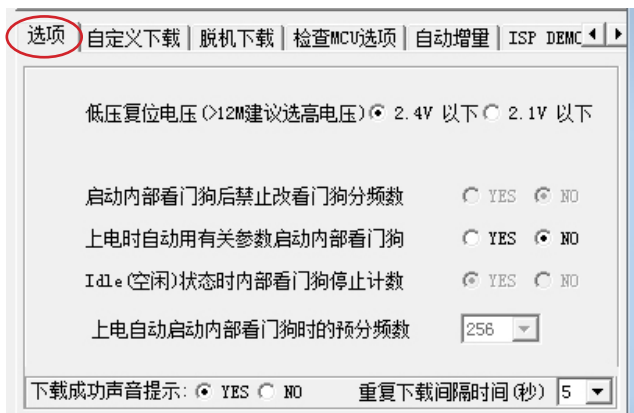 选项 自定义下载 脱机下载 检查MCU选项 自动增量 ISP DEMO
低压复位电压(>12M建议选高电压) 2.4V 以下 2.1V 以下
启动内部看门狗后禁止改看门狗分频数 YES NO
上电时自动用有关参数启动内部看门狗 YES NO
Idle(空闲)状态时内部看门狗停止计数 YES NO
上电自动启动内部看门狗时的预分频数 256
下载成功声音提示: YES NO 重复下载间隔时间(秒) 5